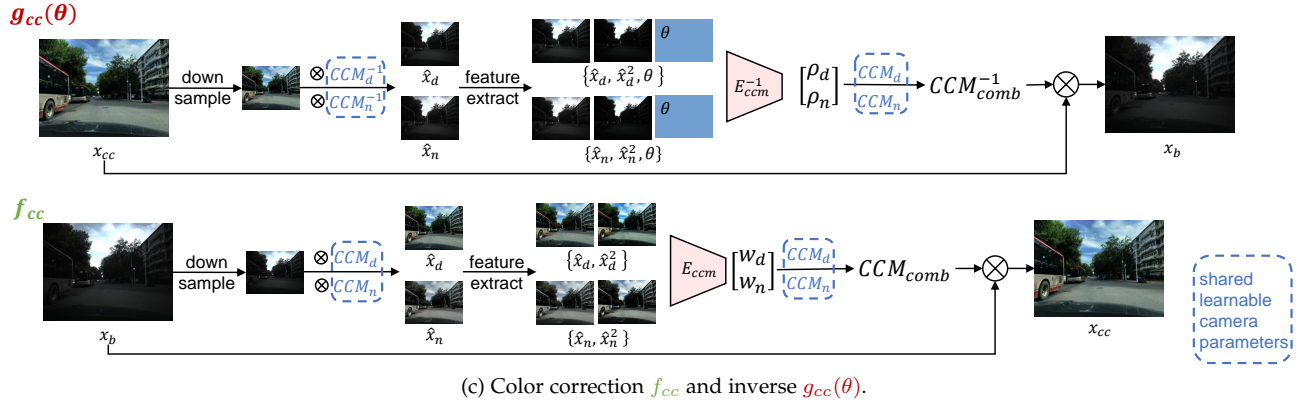 g_cc(θ)
x_cc
down
sample
⊗ CCM_d^{-1}
⊗ CCM_n^{-1}
x̂_d
x̂_n
feature
extract
θ
{x̂_d, x̂_d^2, θ}
θ
{x̂_n, x̂_n^2, θ}
E_ccm^{-1}
[ρ_d
ρ_n]
CCM_d
CCM_n
CCM_comb^{-1}
⊗
x_b
f_cc
x_b
down
sample
⊗ CCM_d
⊗ CCM_n
x̂_d
x̂_n
feature
extract
{x̂_d, x̂_d^2 }
{x̂_n, x̂_n^2 }
E_ccm
[w_d
w_n]
CCM_d
CCM_n
CCM_comb
⊗
x_cc
shared
learnable
camera
parameters
(c) Color correction f_cc and inverse g_cc(θ).